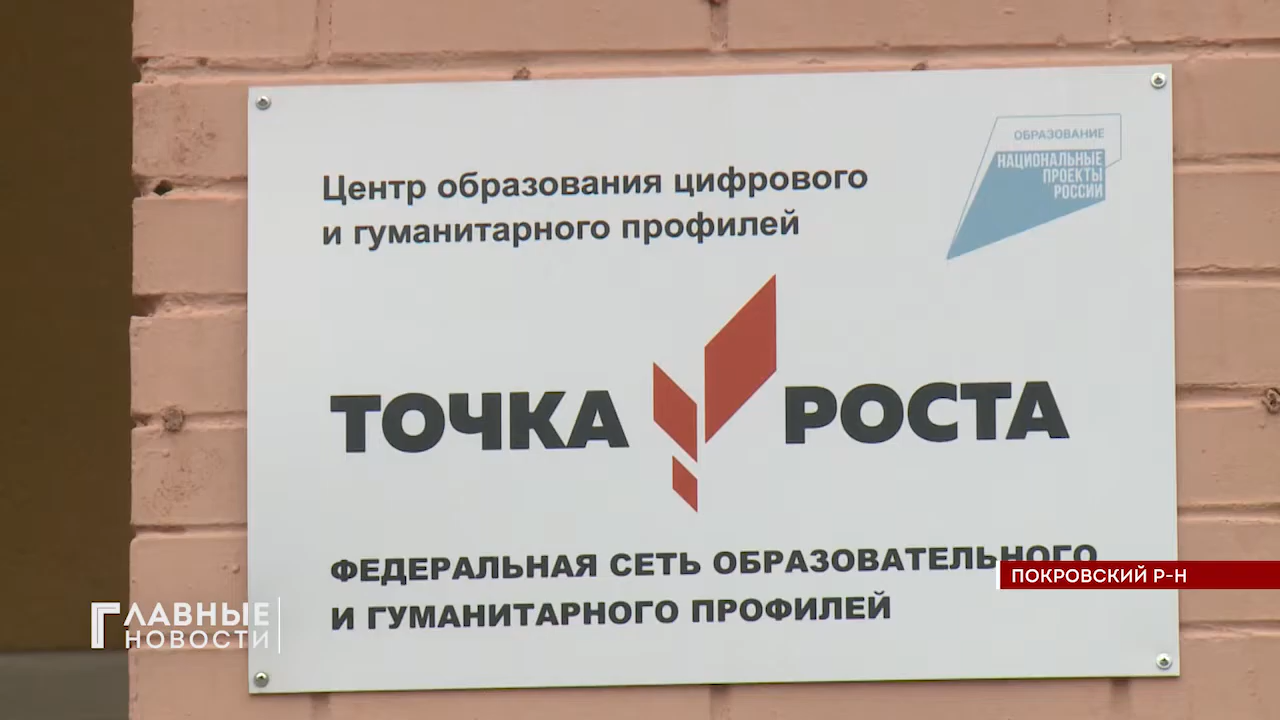 ОБРАЗОВАНИЕ
НАЦИОНАЛЬНЫЕ
ПРОЕКТЫ
РОССИИ
Центр образования цифрового
и гуманитарного профилей
ТОЧКА РОСТА
ФЕДЕРАЛЬНАЯ СЕТЬ ОБРАЗОВАТЕЛЬНОГО
И ГУМАНИТАРНОГО ПРОФИЛЕЙ
ПОКРОВСКИЙ Р-Н
ГЛАВНЫЕ
НОВОСТИ